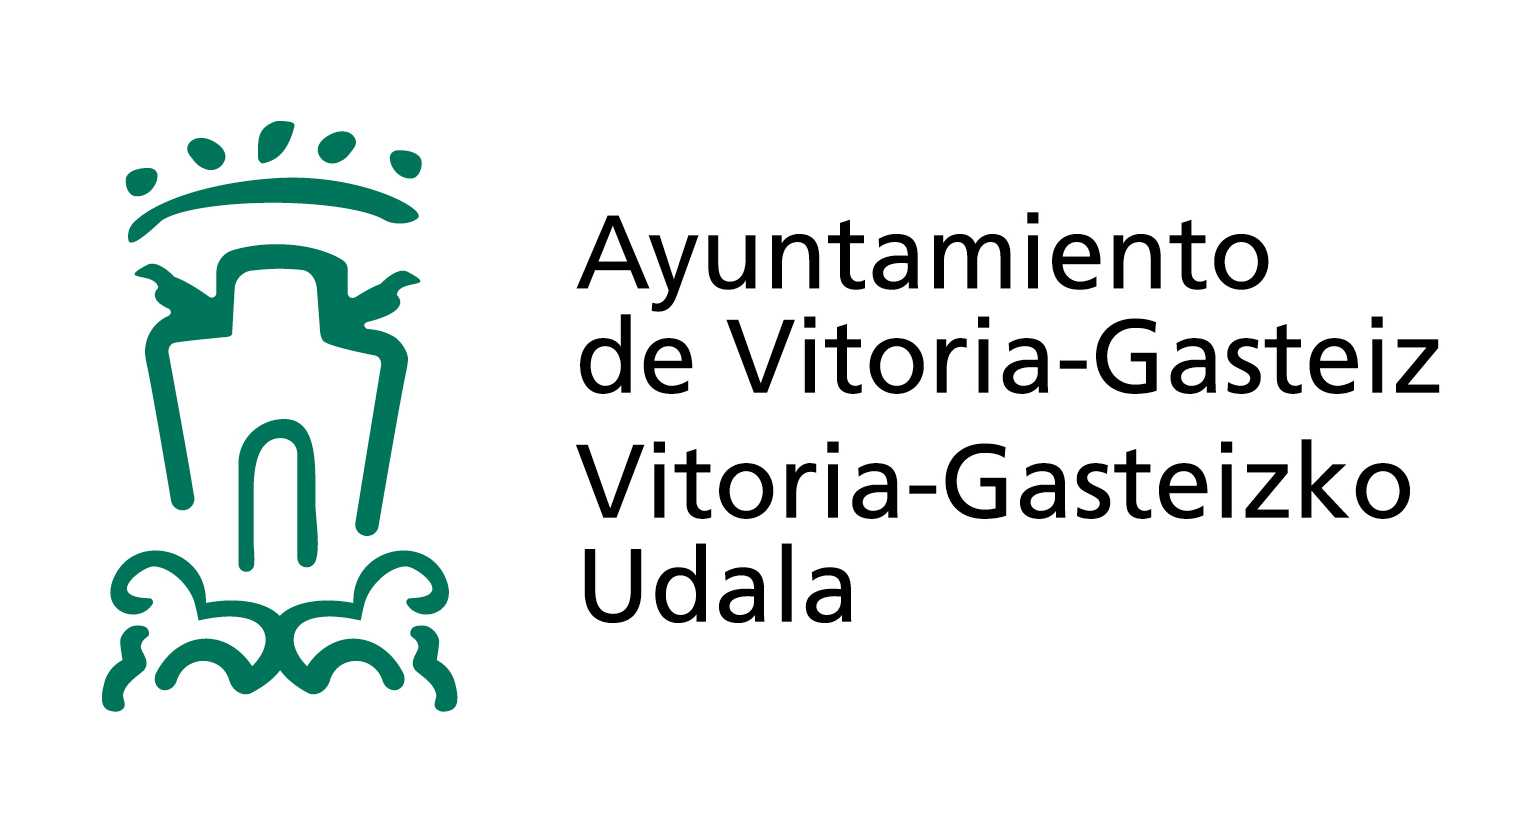 Ayuntamiento
de Vitoria-Gasteiz
Vitoria-Gasteizko
Udala